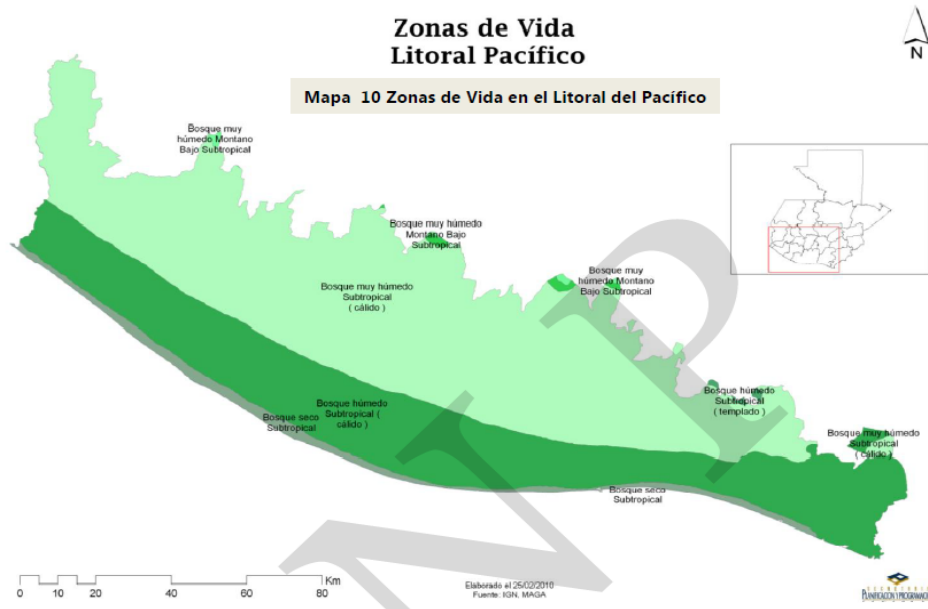 Zonas de Vida
Litoral Pacífico
N
Mapa 10 Zonas de Vida en el Litoral del Pacífico
Bosque muy
húmedo Montano
Bajo Subtropical
Bosque muy húmedo
Montano Bajo
Subtropical
Bosque muy
húmedo Montano
Bajo Subtropical
Bosque muy húmedo
Subtropical
( cálido )
Bosque húmedo
Subtropical
( templado )
Bosque húmedo
Subtropical (
cálido )
Bosque seco
Subtropical
Bosque muy húmedo
Subtropical
( cálido )
Bosque seco
Subtropical
Km
0 5 10 20 40 60 80
Elaborado el 25/02/2010
Fuente: IGN, MAGA
PLANIFICACIÓN Y PROGRAMACIÓN